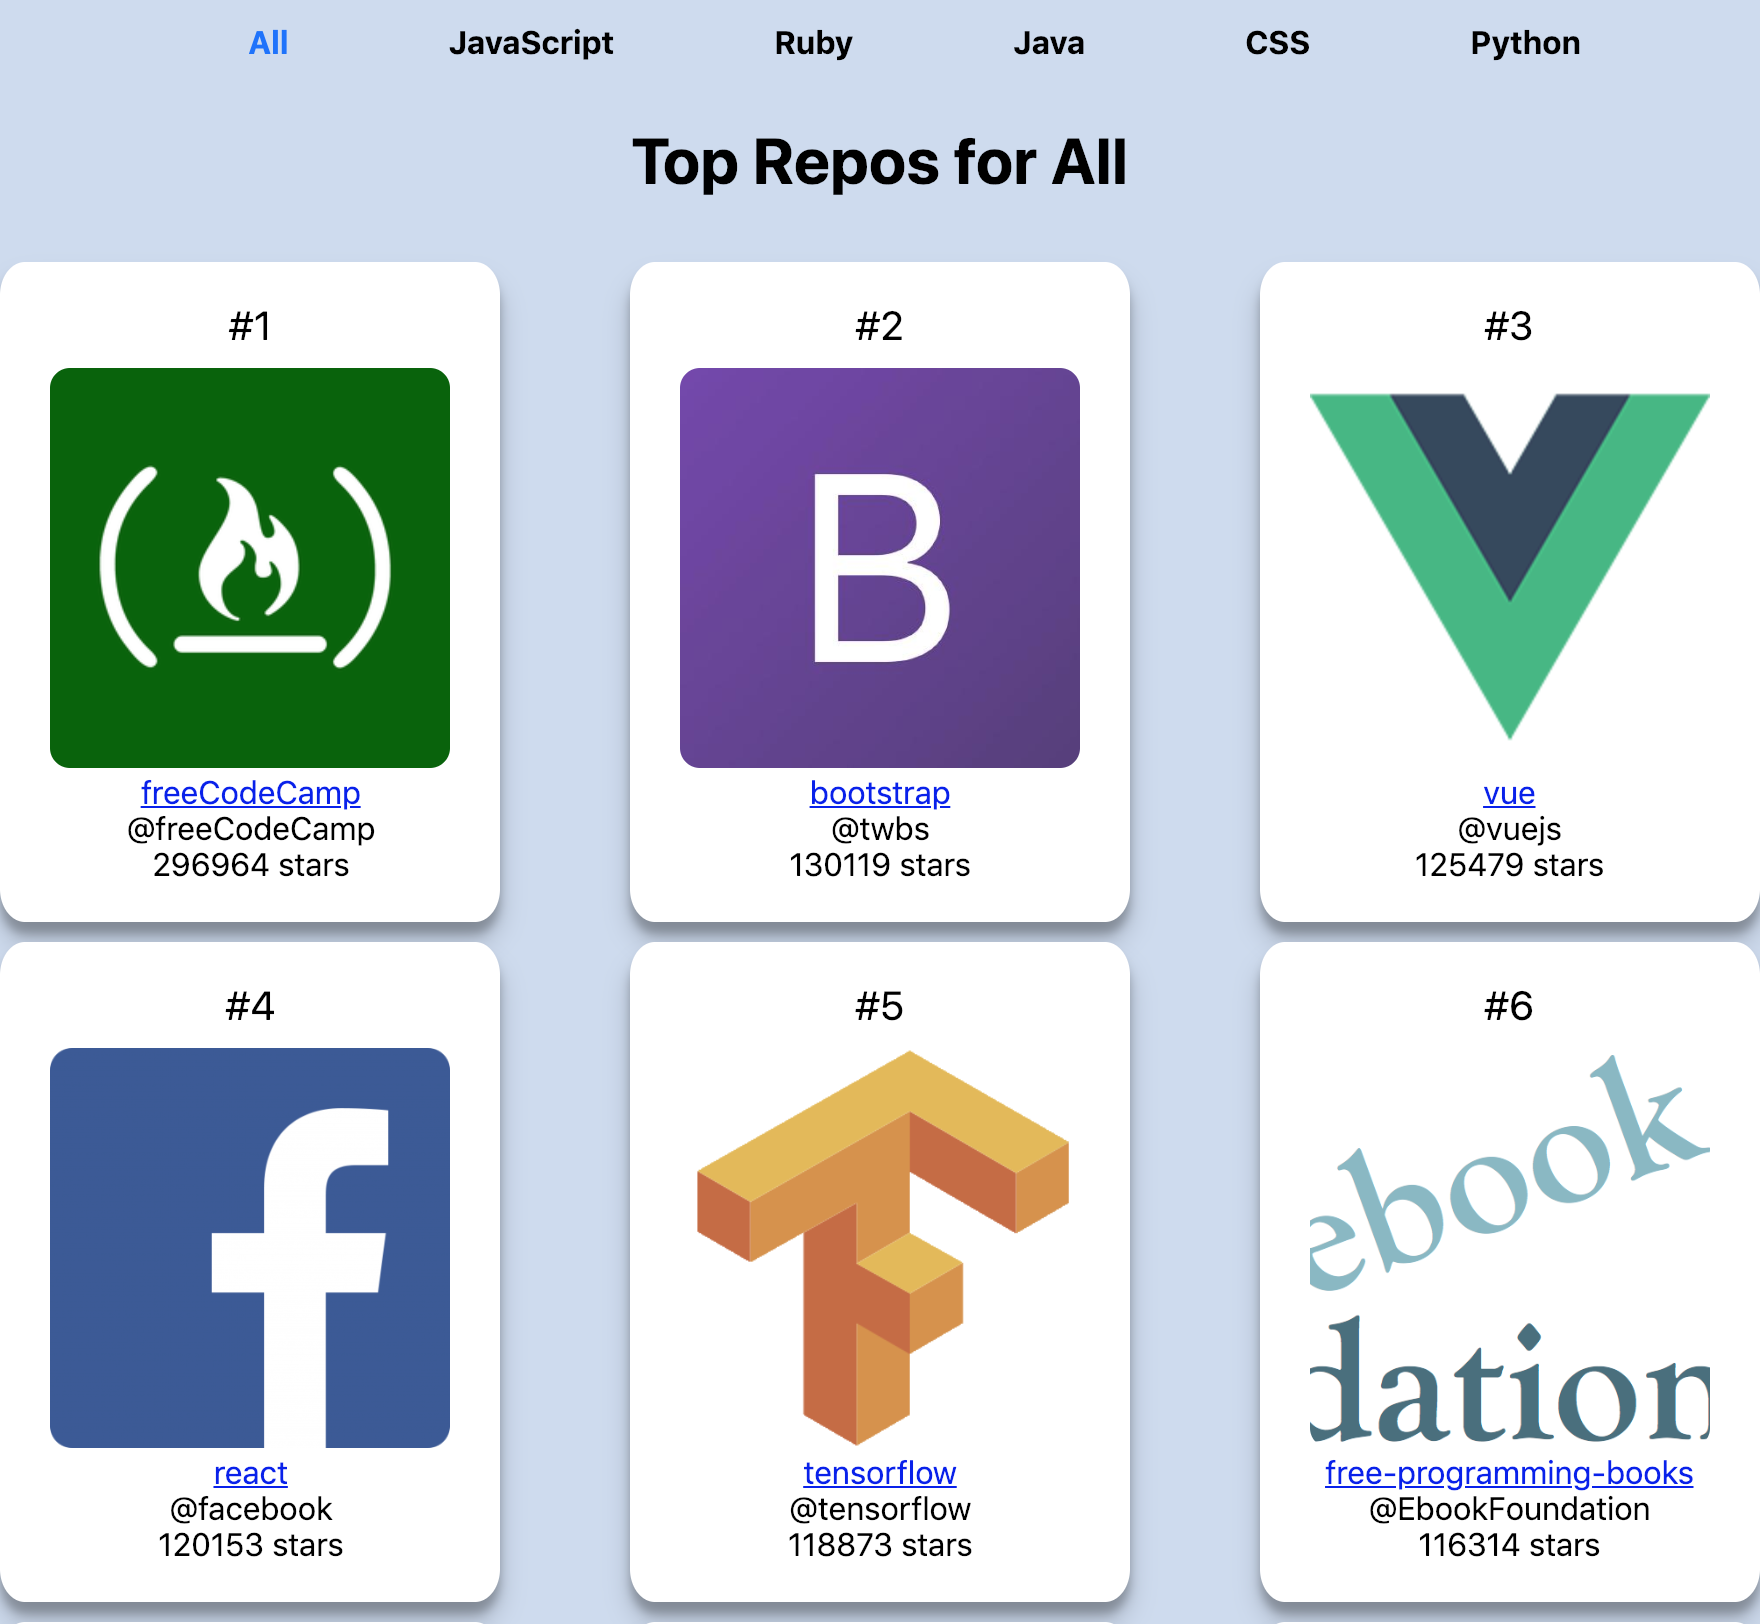 All JavaScript Ruby Java CSS Python
Top Repos for All
#1
B
freeCodeCamp
@freeCodeCamp
296964 stars
#2
bootstrap
@twbs
130119 stars
#3
vue
@vuejs
125479 stars
#4
f
react
@facebook
120153 stars
#5
tensorflow
@tensorflow
118873 stars
#6
ebook
dation
free-programming-books
@EbookFoundation
116314 stars